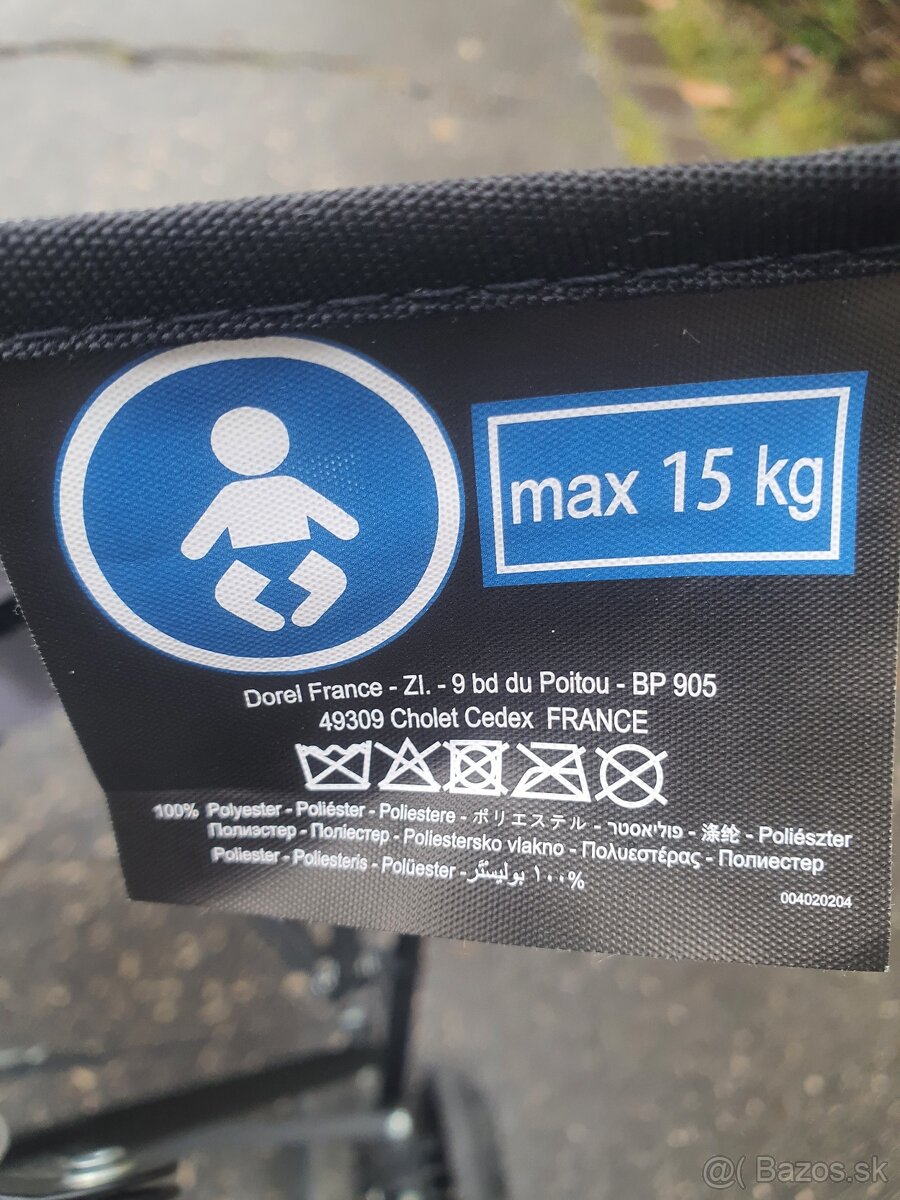 max 15 kg
Dorel France - ZI. - 9 bd du Poitou - BP 905
49309 Cholet Cedex FRANCE
100% Polyester - Poliéster - Poliestere - ポリエステル - פוליאסטר - 涤纶 - Poliészter
Полиэстер - Поліестер - Poliestersko vlakno - Πολυεστέρας - Полиестер
Poliester - Poliesteris - Polüester - بوليستر ١٠٠%
004020204
@( Bazos.sk